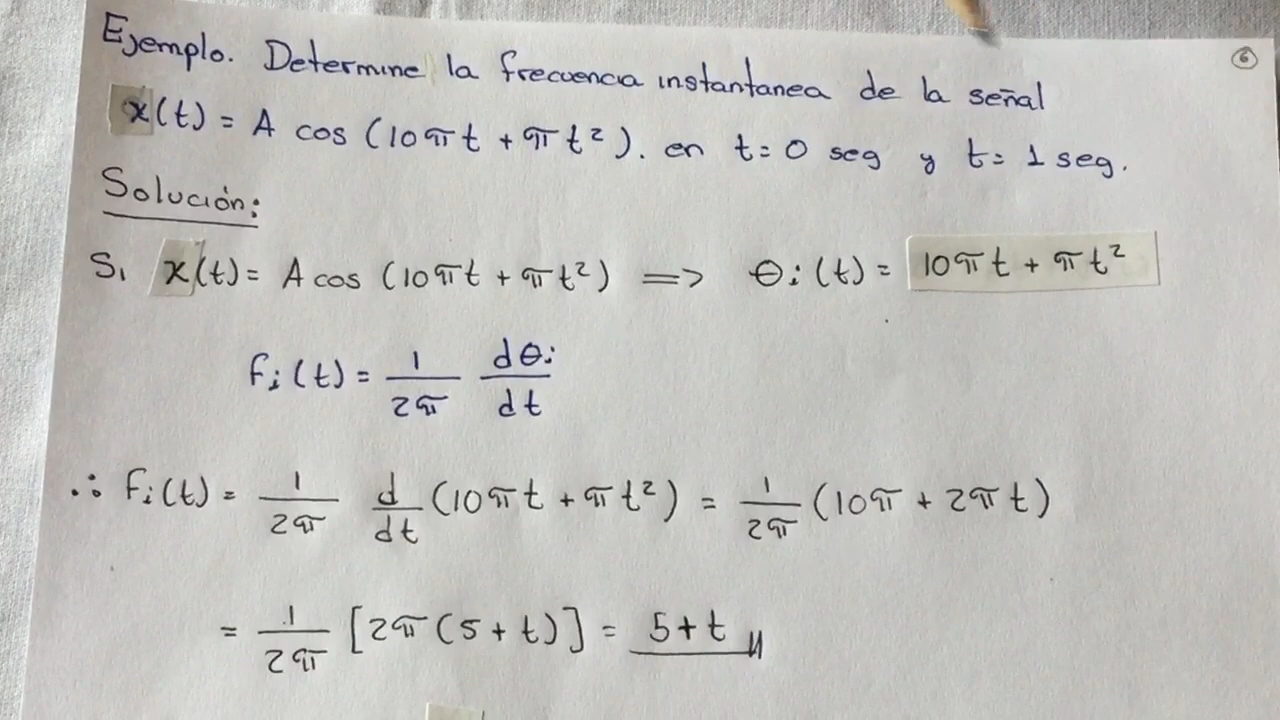 ⑥
Ejemplo. Determine la frecuencia instantanea de la señal
x(t) = A cos (10πt + πt²). en t=0 seg y t= 1 seg.
Solución:
Si x(t) = A cos (10πt + πt²) => θi(t) = 10πt + πt²
fi(t) = 1/2π dθi/dt
∴ fi(t) = 1/2π d/dt (10πt + πt²) = 1/2π (10π + 2πt)
= 1/2π [2π(5+t)] = 5+t